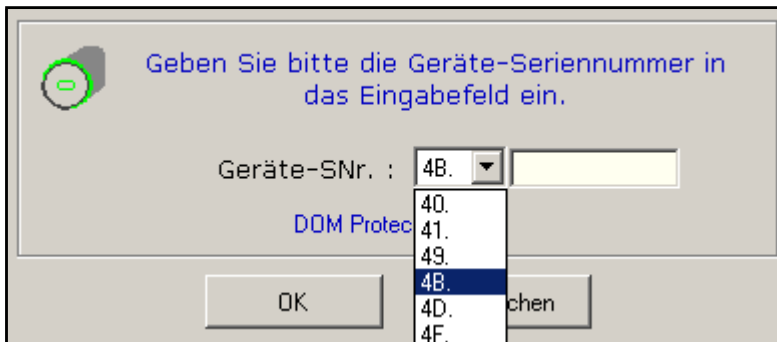 Geben Sie bitte die Geräte-Seriennummer in
das Eingabefeld ein.
Geräte-SNr. : 4B.
40.
DOM Protec
41.
49.
4B.
OK
chen
4D.